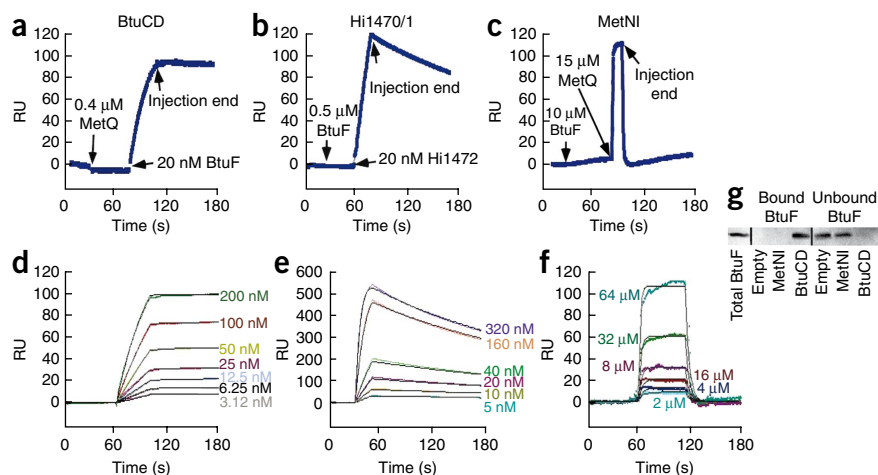 a
BtuCD
RU
120
100
80
60
40
20
0
0.4 μM
MetQ
Injection end
20 nM BtuF
0 60 120 180
Time (s)
b
Hi1470/1
RU
120
100
80
60
40
20
0
0.5 μM
BtuF
Injection end
20 nM Hi1472
0 60 120 180
Time (s)
c
MetNI
RU
120
100
80
60
40
20
0
15 μM
MetQ
10 μM
BtuF
Injection
end
0 60 120 180
Time (s)
d
RU
120
100
80
60
40
20
0
200 nM
100 nM
50 nM
25 nM
12.5 nM
6.25 nM
3.12 nM
0 60 120 180
Time (s)
e
RU
600
500
400
300
200
100
0
320 nM
160 nM
40 nM
20 nM
10 nM
5 nM
0 60 120 180
Time (s)
f
RU
120
100
80
60
40
20
0
64 μM
32 μM
8 μM
16 μM
4 μM
2 μM
0 60 120 180
Time (s)
g
Bound Unbound
BtuF BtuF
Total BtuF
Empty
MetNI
BtuCD
Empty
MetNI
BtuCD